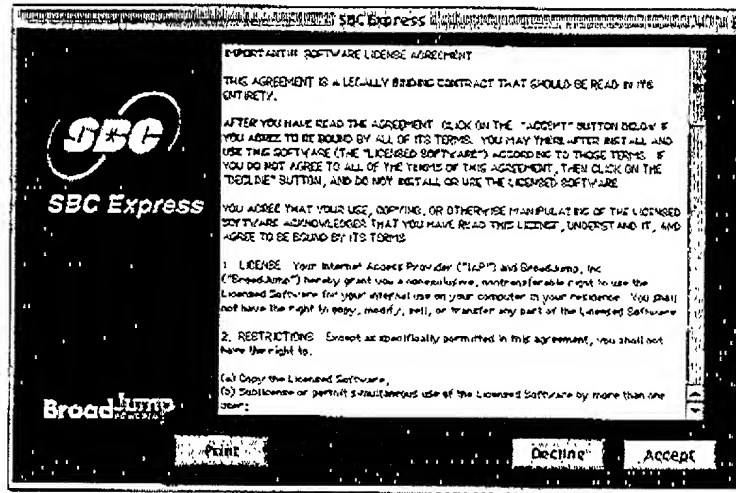 SBC Express
IMPORTANT!!! SOFTWARE LICENSE AGREEMENT
THIS AGREEMENT IS A LEGALLY BINDING CONTRACT THAT SHOULD BE READ IN ITS
ENTIRETY.
AFTER YOU HAVE READ THE AGREEMENT, CLICK ON THE "ACCEPT" BUTTON BELOW IF
YOU AGREE TO BE BOUND BY ALL OF ITS TERMS. YOU MAY THEREAFTER INSTALL AND
USE THIS SOFTWARE (THE "LICENSED SOFTWARE") ACCORDING TO THOSE TERMS. IF
YOU DO NOT AGREE TO ALL OF THE TERMS OF THIS AGREEMENT, THEN CLICK ON THE
"DECLINE" BUTTON, AND DO NOT INSTALL OR USE THE LICENSED SOFTWARE
YOU AGREE THAT YOUR USE, COPYING, OR OTHERWISE MANIPULATING OF THE LICENSED
SOFTWARE ACKNOWLEDGES THAT YOU HAVE READ THIS LICENSE, UNDERSTAND IT, AND
AGREE TO BE BOUND BY ITS TERMS
1. LICENSE. Your Internet Access Provider ("IAP") and BroadJump, Inc
("BroadJump") hereby grant you a nonexclusive, nontransferable right to use the
Licensed Software for your internal use on your computer in your residence. You shall
not have the right to copy, modify, sell, or transfer any part of the Licensed Software
2. RESTRICTIONS. Except as specifically permitted in this agreement, you shall not
have the right to:
(a) Copy the Licensed Software,
(b) Sublicense or permit simultaneous use of the Licensed Software by more than one
user;
SBC
SBC Express
BroadJump
Print
Decline
Accept